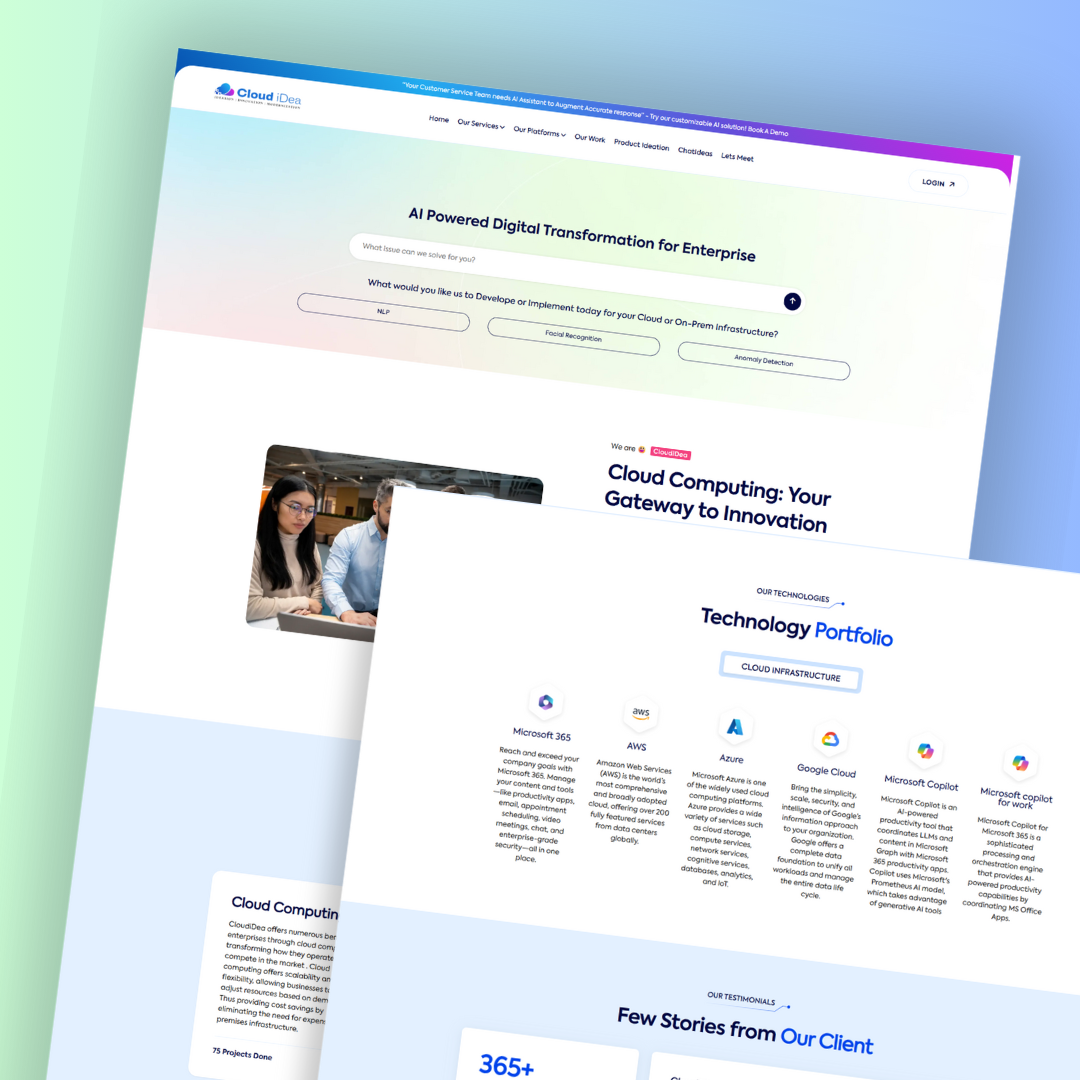 "Your Customer Service Team needs AI Assistant to Augment Accurate response" - Try our customizable AI solution! Book A Demo
Cloud iDea
Home
Our Services
Our Platforms
Our Work
Product Ideation
ChatIdeas
Lets Meet
LOGIN
AI Powered Digital Transformation for Enterprise
What Issue can we solve for you?
What would you like us to Develope or Implement today for your Cloud or On-Prem Infrastructure?
NLP
Facial Recognition
Anomaly Detection
We are
CloudiDea
Cloud Computing: Your
Gateway to Innovation
OUR TECHNOLOGIES
Technology Portfolio
CLOUD INFRASTRUCTURE
Microsoft 365
Reach and exceed your
company goals with
Microsoft 365. Manage
your content and tools
—like productivity apps,
email, appointment
scheduling, video
meetings, chat, and
enterprise-grade
security—all in one
place.
aws
AWS
Amazon Web Services
(AWS) is the world's
most comprehensive
and broadly adopted
cloud, offering over 200
fully featured services
from data centers
globally.
Azure
Microsoft Azure is one
of the widely used cloud
computing platforms.
Azure provides a wide
variety of services such
as cloud storage,
compute services,
network services,
cognitive services,
databases, analytics,
and IoT.
Google Cloud
Bring the simplicity,
scale, security, and
intelligence of Google's
information approach
to your organization.
Google offers a
complete data
foundation to unify all
workloads and manage
the entire data life
cycle.
Microsoft Copilot
Microsoft Copilot is an
AI-powered
productivity tool that
coordinates LLMs and
content in Microsoft
Graph with Microsoft
365 productivity apps.
Copilot uses Microsoft's
Prometheus AI model,
which takes advantage
of generative AI tools
Microsoft copilot
for work
Microsoft Copilot for
Microsoft 365 is a
sophisticated
processing and
orchestration engine
that provides AI-
powered productivity
capabilities by
coordinating MS Office
Apps.
Cloud Computin
CloudiDea offers numerous ben
enterprises through cloud comp
transforming how they operate
compete in the market . Cloud
computing offers scalability an
flexibility, allowing businesses to
adjust resources based on dem
Thus providing cost savings by
eliminating the need for expens
premises infrastructure.
75 Projects Done
OUR TESTIMONIALS
Few Stories from Our Client
365+